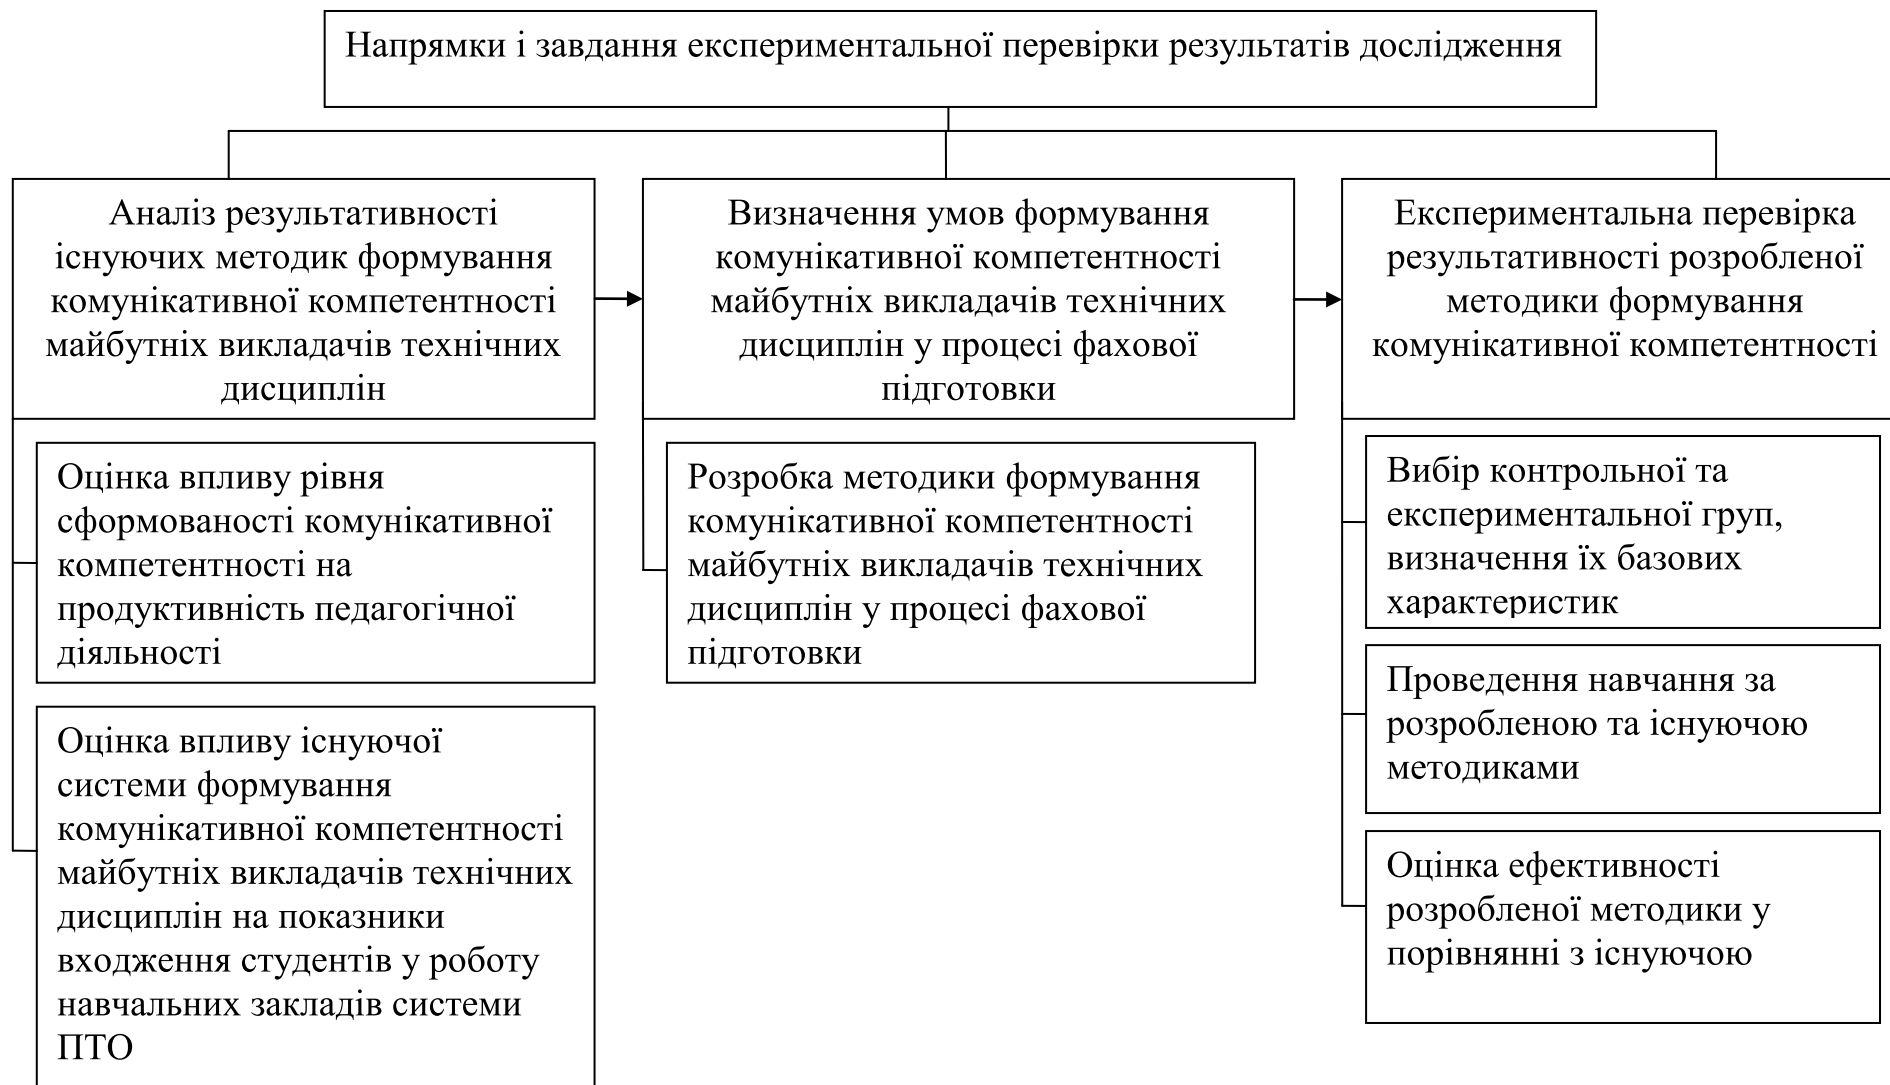 Напрямки і завдання експериментальної перевірки результатів дослідження
Аналіз результативності
існуючих методик формування
комунікативної компетентності
майбутніх викладачів технічних
дисциплін
Визначення умов формування
комунікативної компетентності
майбутніх викладачів технічних
дисциплін у процесі фахової
підготовки
Експериментальна перевірка
результативності розробленої
методики формування
комунікативної компетентності
Оцінка впливу рівня
сформованості комунікативної
компетентності на
продуктивність педагогічної
діяльності
Оцінка впливу існуючої
системи формування
комунікативної компетентності
майбутніх викладачів технічних
дисциплін на показники
входження студентів у роботу
навчальних закладів системи
ПТО
Розробка методики формування
комунікативної компетентності
майбутніх викладачів технічних
дисциплін у процесі фахової
підготовки
Вибір контрольної та
експериментальної груп,
визначення їх базових
характеристик
Проведення навчання за
розробленою та існуючою
методиками
Оцінка ефективності
розробленої методики у
порівнянні з існуючою